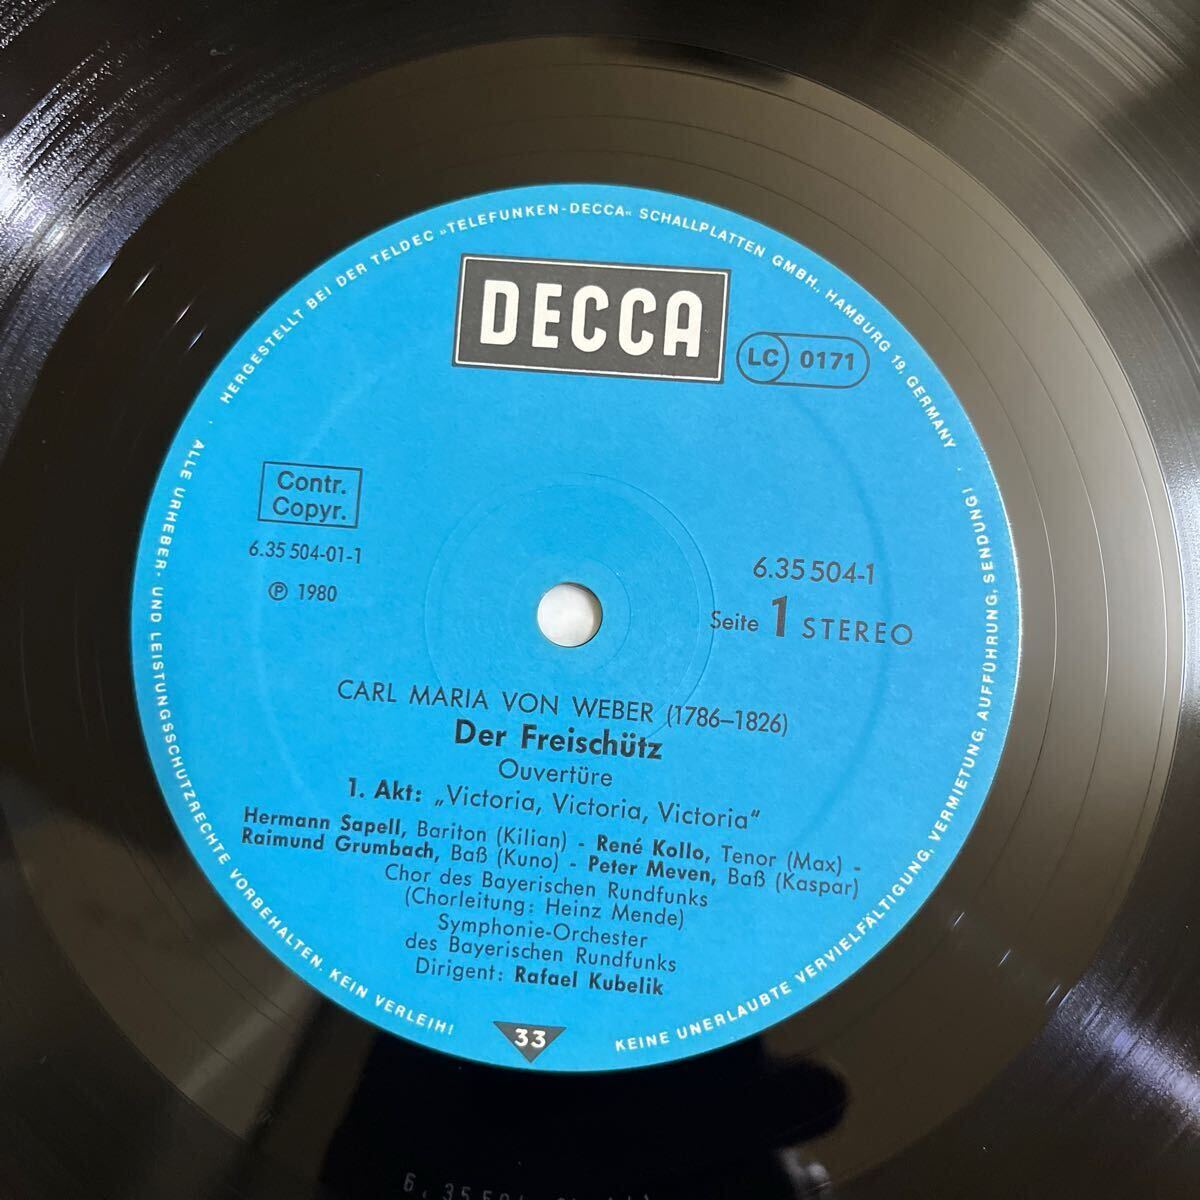 HERGESTELLT BEI DER TELDEC »TELEFUNKEN-DECCA« SCHALLPLATTEN GMBH., HAMBURG 19, GERMANY
DECCA
LC 0171
Contr.
Copyr.
6.35 504-01-1
℗ 1980
6.35 504-1
Seite 1 STEREO
CARL MARIA VON WEBER (1786–1826)
Der Freischütz
Ouvertüre
1. Akt: „Victoria, Victoria, Victoria“
Hermann Sapell, Bariton (Kilian) - René Kollo, Tenor (Max) -
Raimund Grumbach, Baß (Kuno) - Peter Meven, Baß (Kaspar)
Chor des Bayerischen Rundfunks
(Chorleitung: Heinz Mende)
Symphonie-Orchester
des Bayerischen Rundfunks
Dirigent: Rafael Kubelik
33
ALLE URHEBER- UND LEISTUNGSSCHUTZRECHTE VORBEHALTEN. KEIN VERLEIH!
KEINE UNERLAUBTE VERVIELFÄLTIGUNG, VERMIETUNG, AUFFÜHRUNG, SENDUNG!